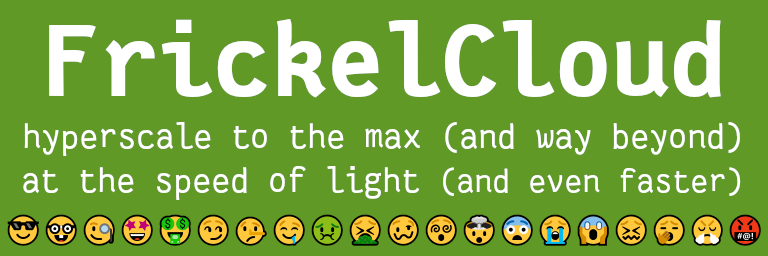 FrickelCloud
hyperscale to the max (and way beyond)
at the speed of light (and even faster)
#@!